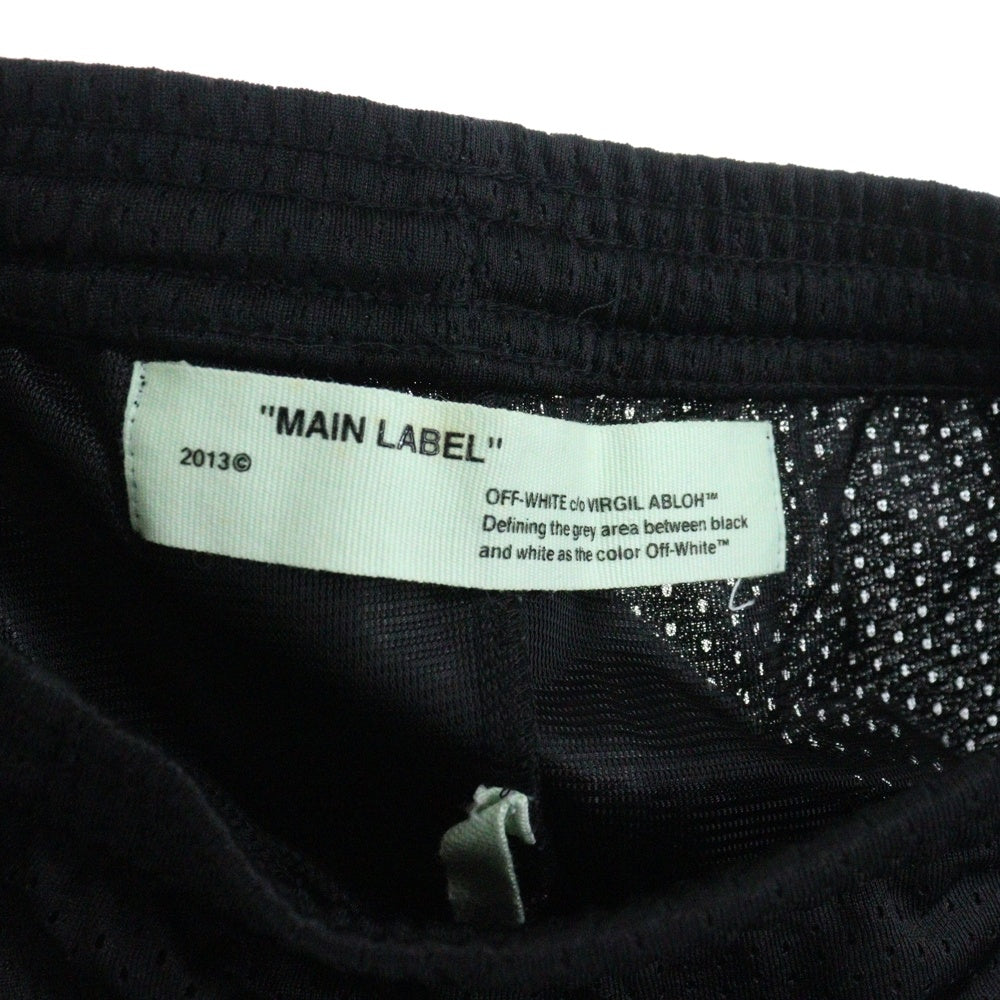 "MAIN LABEL"
2013©
OFF-WHITE c/o VIRGIL ABLOH™
Defining the grey area between black
and white as the color Off-White™